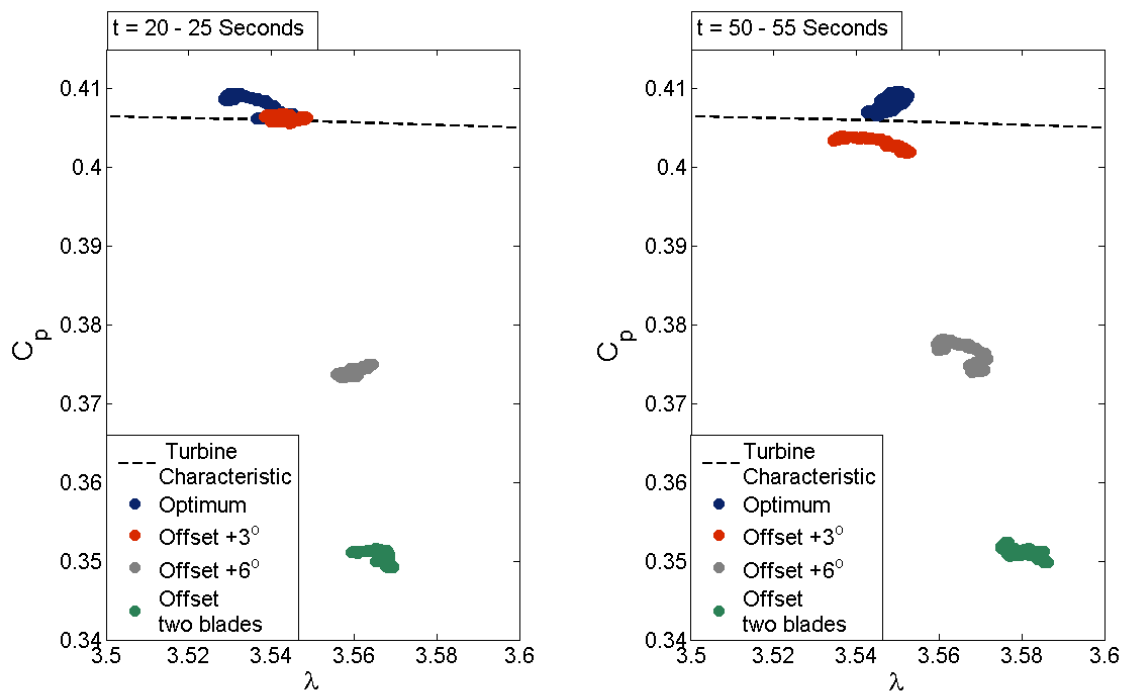 t = 20 - 25 Seconds
0.41
0.4
0.39
0.38
0.37
0.36
0.35
0.34
C_p
3.5
3.52
3.54
3.56
3.58
3.6
λ
Turbine
Characteristic
Optimum
Offset +3°
Offset +6°
Offset
two blades
t = 50 - 55 Seconds
0.41
0.4
0.39
0.38
0.37
0.36
0.35
0.34
C_p
3.5
3.52
3.54
3.56
3.58
3.6
λ
Turbine
Characteristic
Optimum
Offset +3°
Offset +6°
Offset
two blades